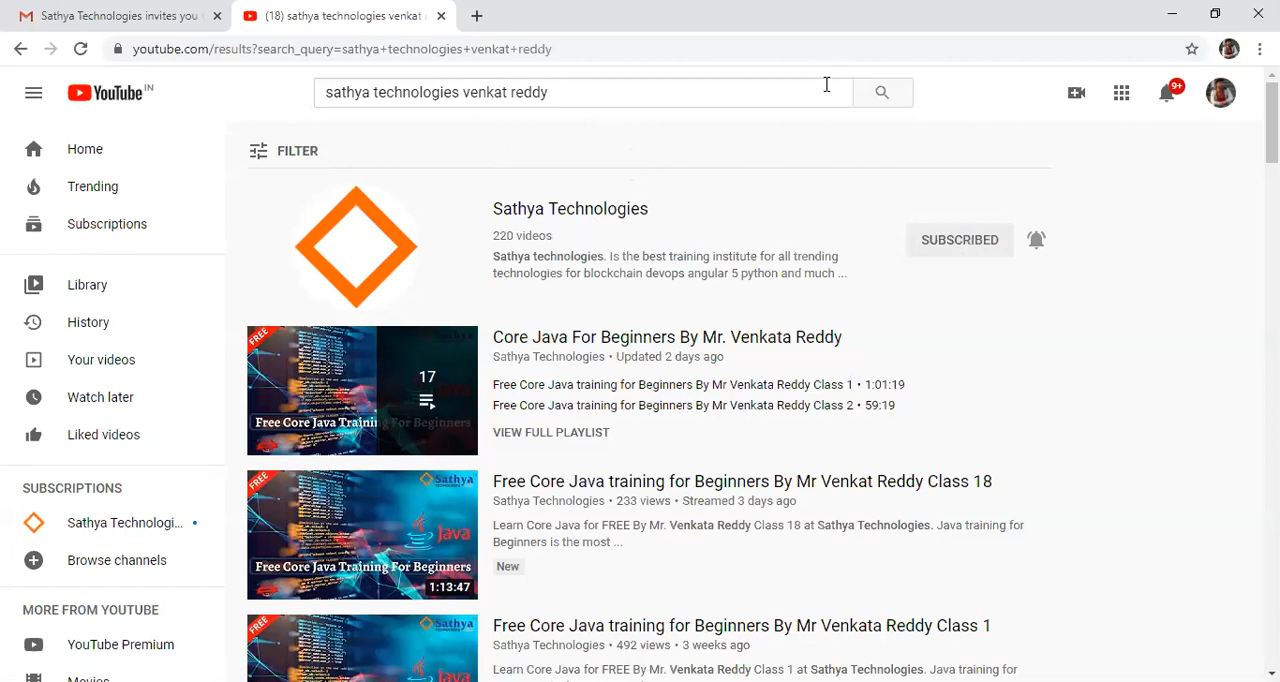 Sathya Technologies invites you
(18) sathya technologies venkat
youtube.com/results?search_query=sathya+technologies+venkat+reddy
YouTube IN
sathya technologies venkat reddy
9+
Home
Trending
Subscriptions
Library
History
Your videos
Watch later
Liked videos
SUBSCRIPTIONS
Sathya Technologi...
Browse channels
MORE FROM YOUTUBE
YouTube Premium
Movies
FILTER
Sathya Technologies
220 videos
Sathya technologies. Is the best training institute for all trending
technologies for blockchain devops angular 5 python and much ...
SUBSCRIBED
FREE
17
Free Core Java Training For Beginners
Core Java For Beginners By Mr. Venkata Reddy
Sathya Technologies • Updated 2 days ago
Free Core Java training for Beginners By Mr Venkata Reddy Class 1 • 1:01:19
Free Core Java training for Beginners By Mr Venkata Reddy Class 2 • 59:19
VIEW FULL PLAYLIST
FREE
Sathya
Java
Free Core Java Training For Beginners
1:13:47
Free Core Java training for Beginners By Mr Venkat Reddy Class 18
Sathya Technologies • 233 views • Streamed 3 days ago
Learn Core Java for FREE By Mr. Venkata Reddy Class 18 at Sathya Technologies. Java training for
Beginners is the most ...
New
FREE
Sathya
Java
Free Core Java training for Beginners By Mr Venkata Reddy Class 1
Sathya Technologies • 492 views • 3 weeks ago
Learn Core Java for FREE By Mr. Venkata Reddy Class 1 at Sathya Technologies. Java training for